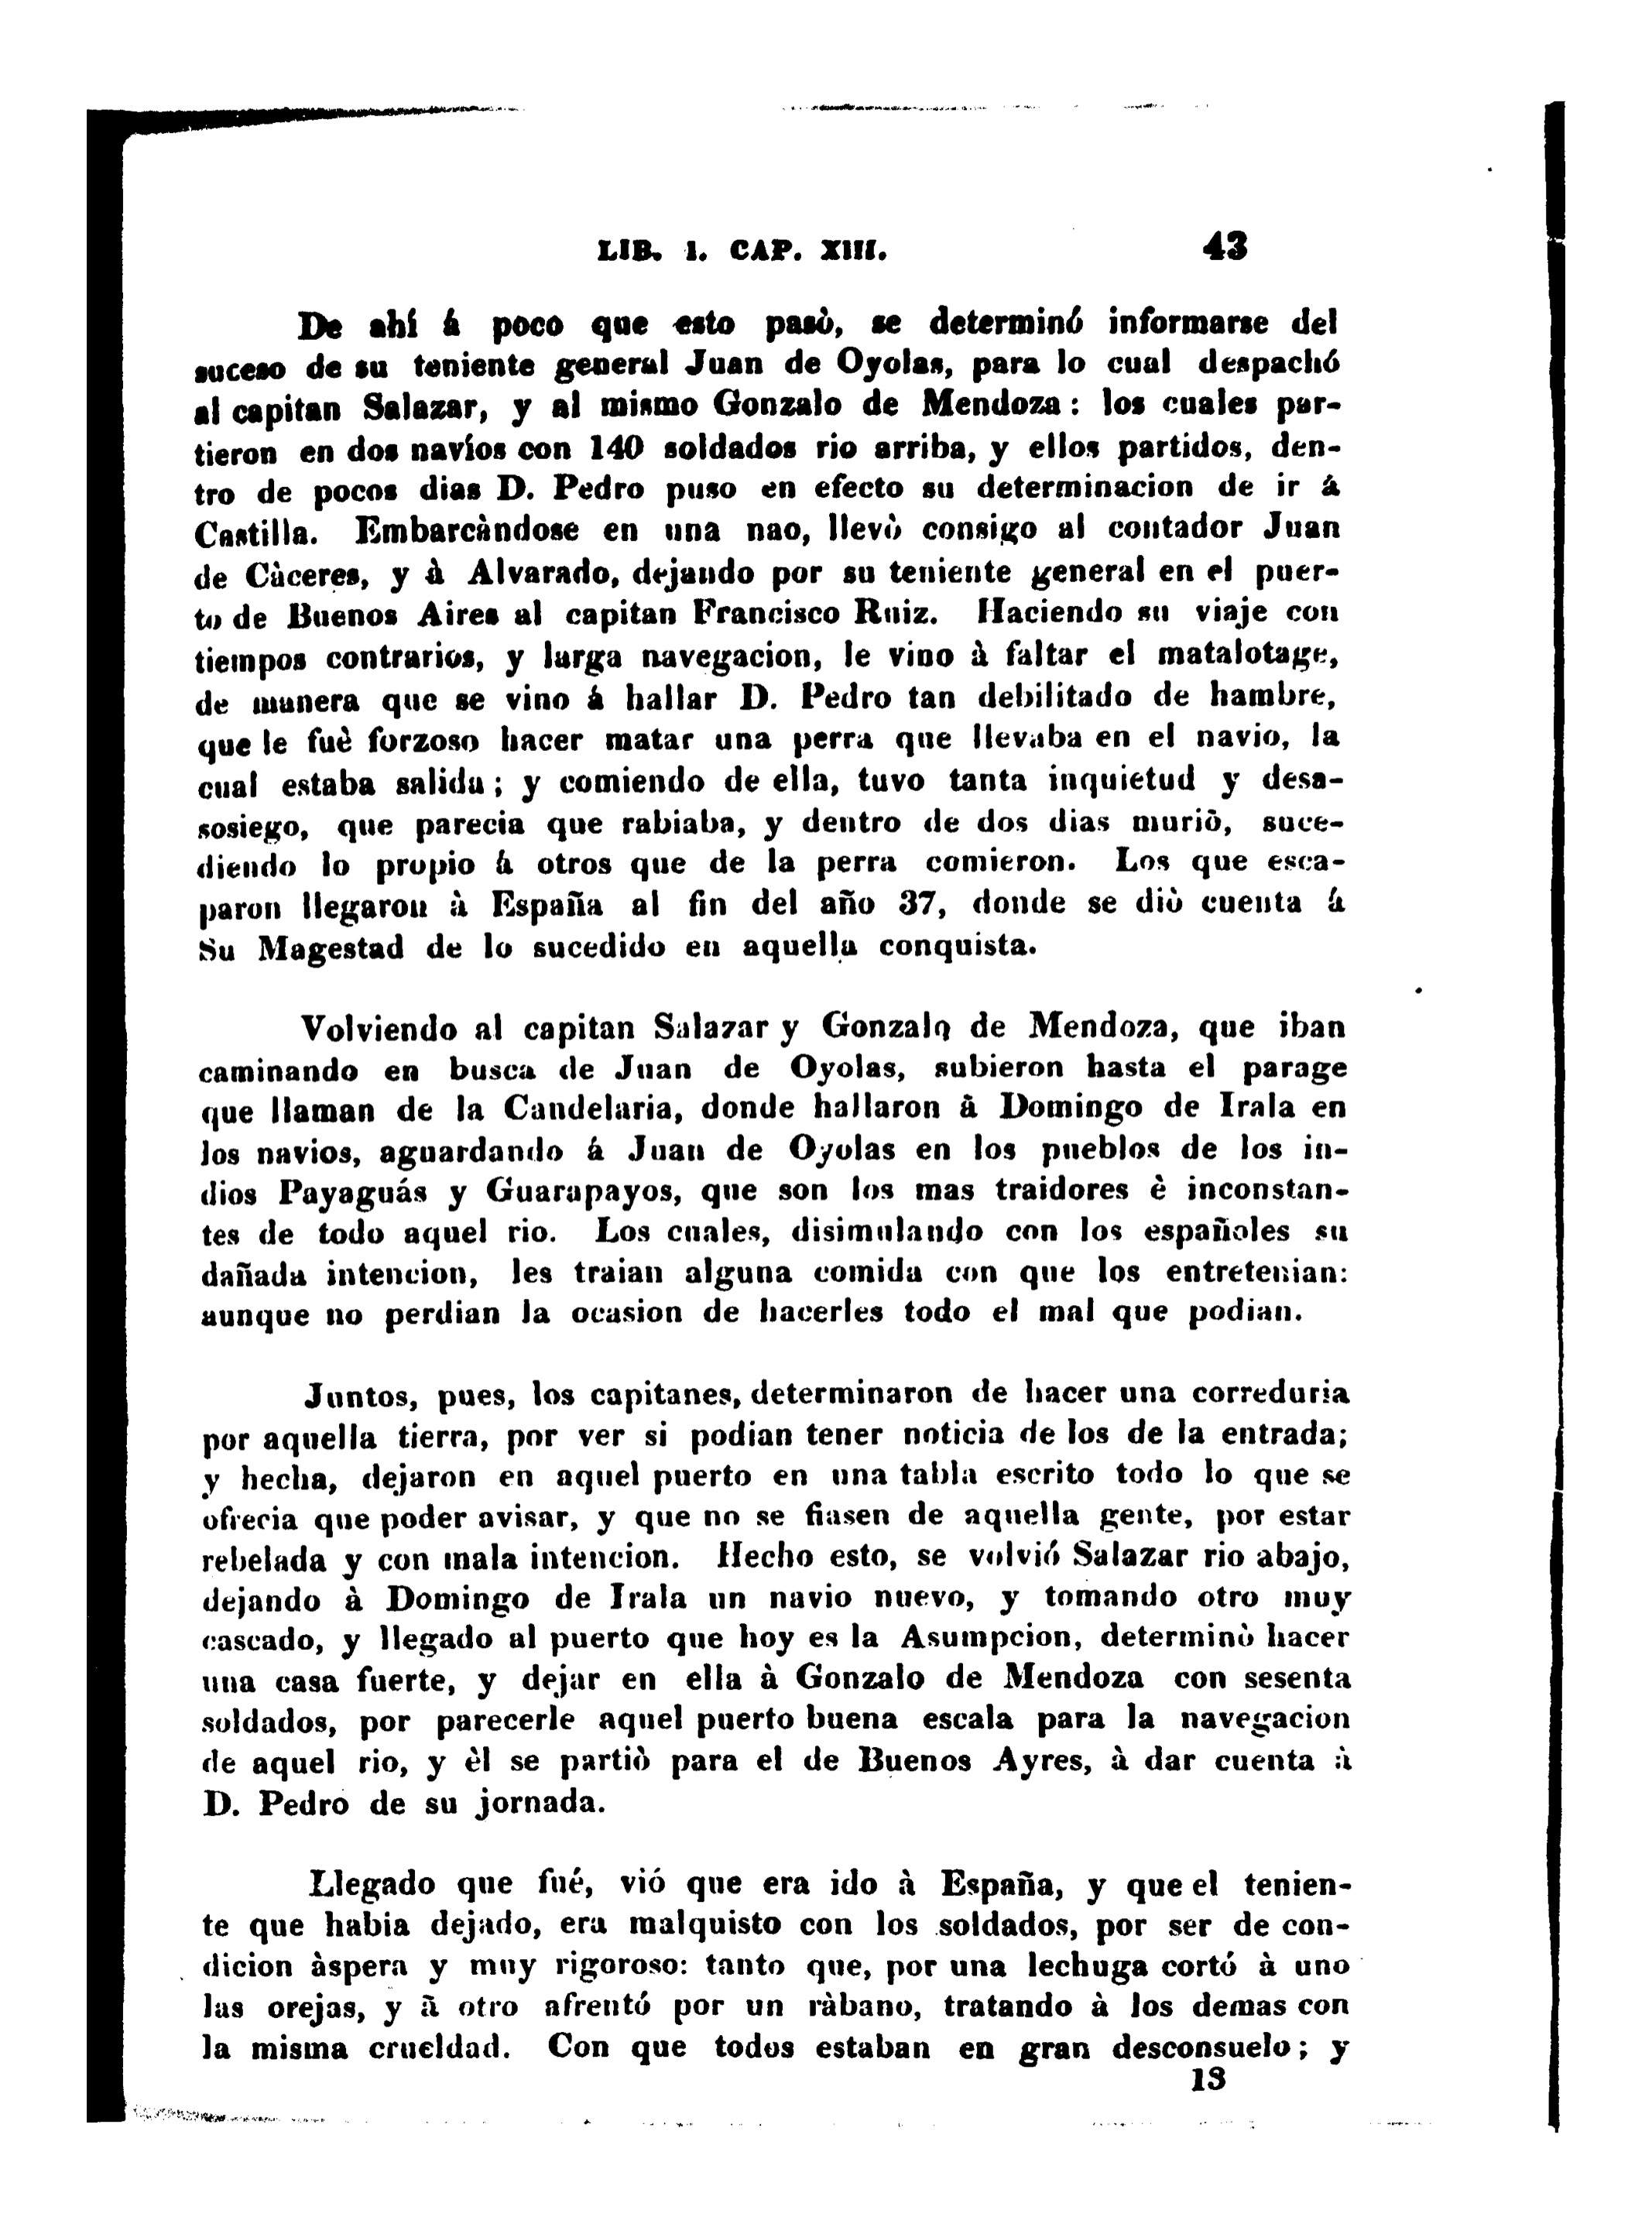 LIB. I. CAP. XIII. 43
De ahí á poco que esto pasò, se determinó informarse del
suceso de su teniente general Juan de Oyolas, para lo cual despachó
al capitan Salazar, y al mismo Gonzalo de Mendoza: los cuales par-
tieron en dos navíos con 140 soldados rio arriba, y ellos partidos, den-
tro de pocos dias D. Pedro puso en efecto su determinacion de ir á
Castilla. Embarcàndose en una nao, llevò consigo al contador Juan
de Càceres, y à Alvarado, dejando por su teniente general en el puer-
to de Buenos Aires al capitan Francisco Ruiz. Haciendo su viaje con
tiempos contrarios, y larga navegacion, le vino à faltar el matalotage,
de manera que se vino á hallar D. Pedro tan debilitado de hambre,
que le fuè forzoso hacer matar una perra que llevaba en el navio, la
cual estaba salida; y comiendo de ella, tuvo tanta inquietud y desa-
sosiego, que parecia que rabiaba, y dentro de dos dias muriò, suce-
diendo lo propio á otros que de la perra comieron. Los que esca-
paron llegaron à España al fin del año 37, donde se diò cuenta á
Su Magestad de lo sucedido en aquella conquista.
Volviendo al capitan Salazar y Gonzalo de Mendoza, que iban
caminando en busca de Juan de Oyolas, subieron hasta el parage
que llaman de la Candelaria, donde hallaron à Domingo de Irala en
los navios, aguardando á Juan de Oyolas en los pueblos de los in-
dios Payaguás y Guarapayos, que son los mas traidores è inconstan-
tes de todo aquel rio. Los cuales, disimulando con los españoles su
dañada intencion, les traian alguna comida con que los entretenian:
aunque no perdian la ocasion de hacerles todo el mal que podian.
Juntos, pues, los capitanes, determinaron de hacer una correduria
por aquella tierra, por ver si podian tener noticia de los de la entrada;
y hecha, dejaron en aquel puerto en una tabla escrito todo lo que se
ofrecia que poder avisar, y que no se fiasen de aquella gente, por estar
rebelada y con mala intencion. Hecho esto, se volvió Salazar rio abajo,
dejando à Domingo de Irala un navio nuevo, y tomando otro muy
cascado, y llegado al puerto que hoy es la Asumpcion, determinò hacer
una casa fuerte, y dejar en ella à Gonzalo de Mendoza con sesenta
soldados, por parecerle aquel puerto buena escala para la navegacion
de aquel rio, y èl se partiò para el de Buenos Ayres, à dar cuenta à
D. Pedro de su jornada.
Llegado que fué, vió que era ido à España, y que el tenien-
te que habia dejado, era malquisto con los soldados, por ser de con-
dicion àspera y muy rigoroso: tanto que, por una lechuga cortó à uno
las orejas, y à otro afrentó por un ràbano, tratando à los demas con
la misma crueldad. Con que todos estaban en gran desconsuelo; y
13